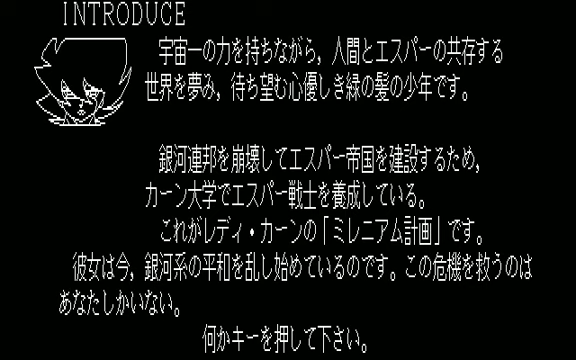 INTRODUCE
宇宙一の力を持ちながら，人間とエスパーの共存する
世界を夢み，待ち望む心優しき緑の髪の少年です。
銀河連邦を崩壊してエスパー帝国を建設するため，
カーン大学でエスパー戦士を養成している。
これがレディ・カーンの「ミレニアム計画」です。
彼女は今，銀河系の平和を乱し始めているのです。この危機を救うのは
あなたしかいない。
何かキーを押して下さい。